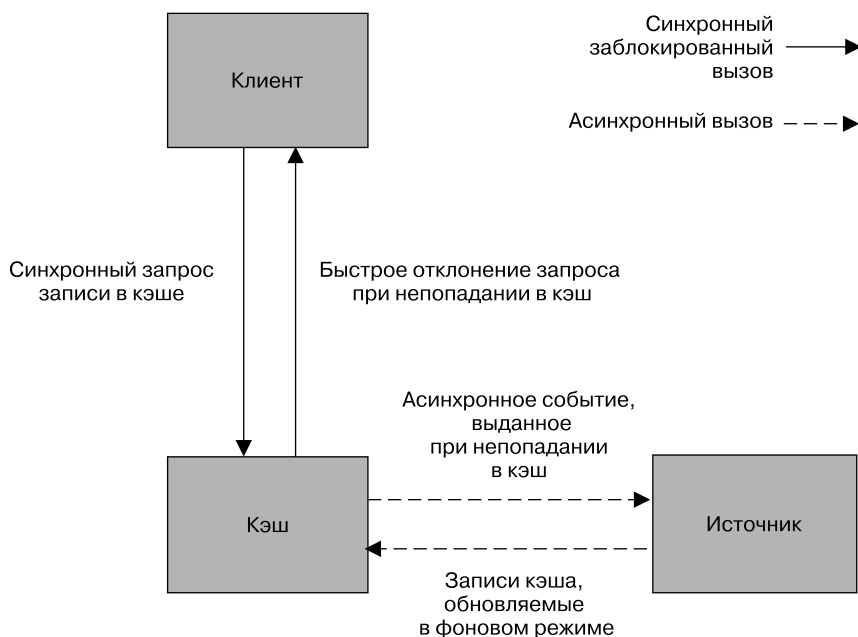 Клиент
Синхронный
заблокированный
вызов
Асинхронный вызов
Синхронный запрос
записи в кэше
Быстрое отклонение запроса
при непопадании в кэш
Асинхронное событие,
выданное
при непопадании
в кэш
Кэш
Источник
Записи кэша,
обновляемые
в фоновом режиме